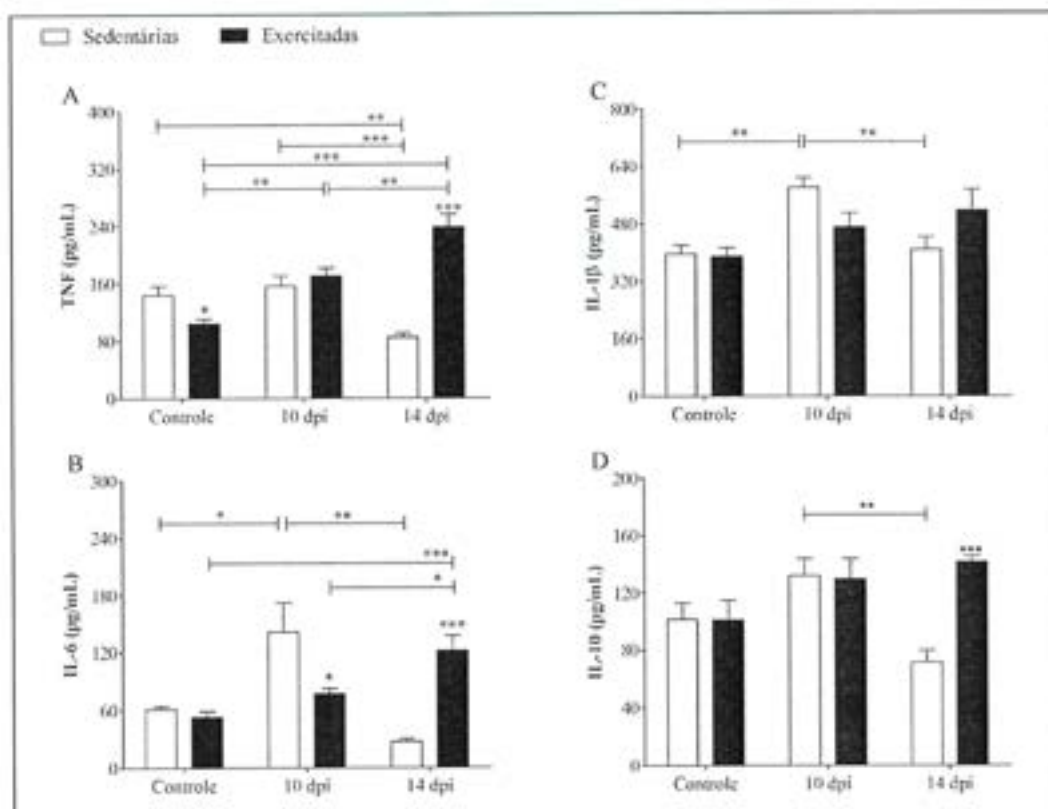 Sedentárias Exercitadas
A
**
***
***
** **
***
*
400
320
240
160
80
0
TNF (pg/mL)
Controle 10 dpi 14 dpi
C
** **
800
640
480
320
160
0
IL-1β (pg/mL)
Controle 10 dpi 14 dpi
B
* **
***
*
***
*
300
240
180
120
60
0
IL-6 (pg/mL)
Controle 10 dpi 14 dpi
D
**
***
200
160
120
80
40
0
IL-10 (pg/mL)
Controle 10 dpi 14 dpi